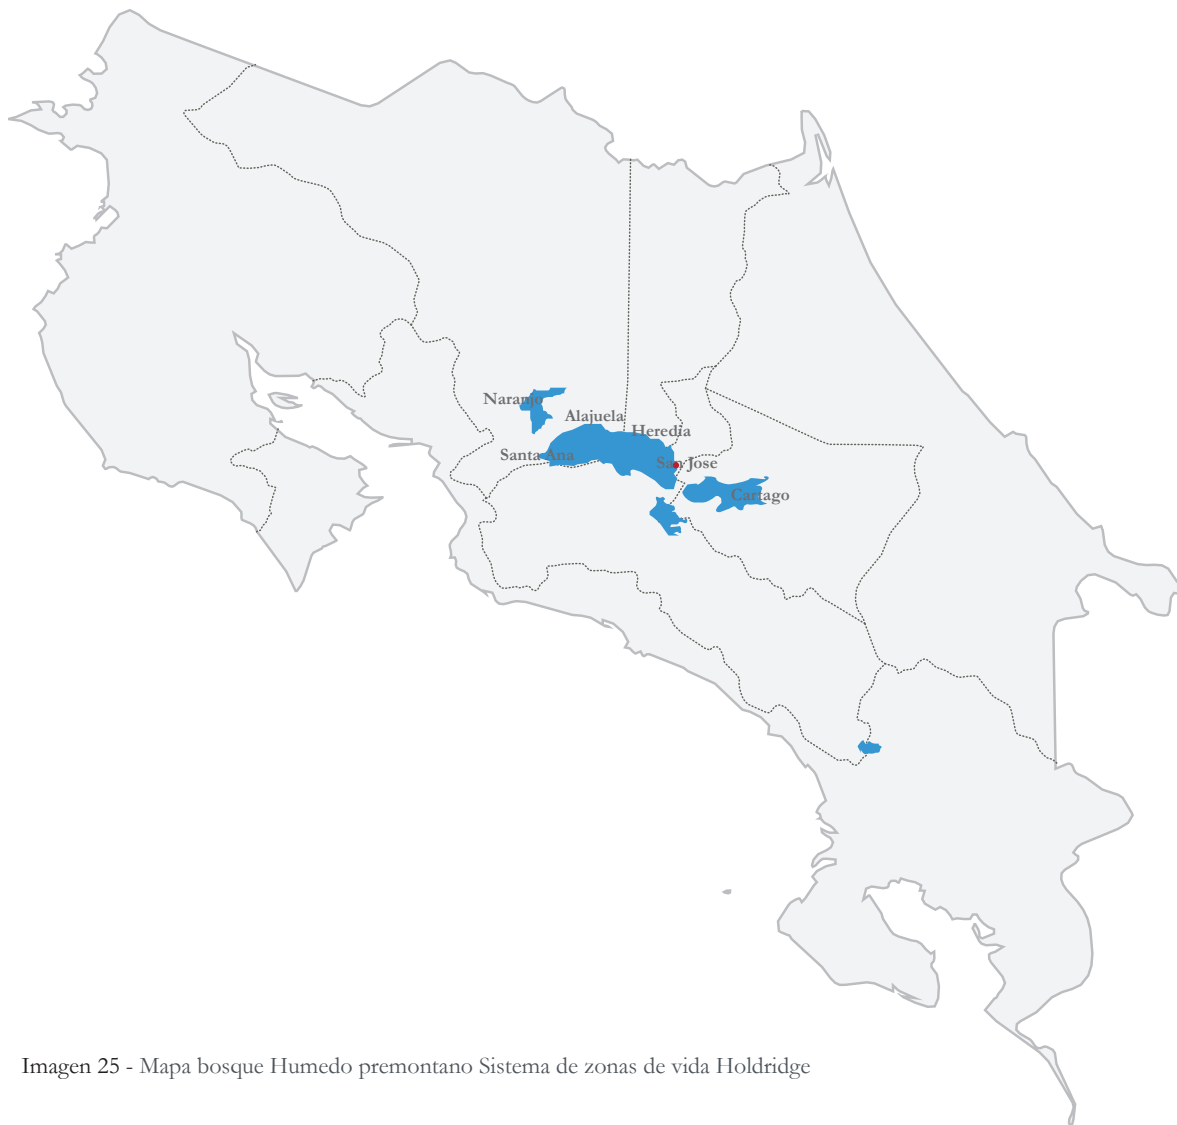 Naranjo
Alajuela
Heredia
Santa Ana
San Jose
Cartago
Imagen 25 - Mapa bosque Humedo premontano Sistema de zonas de vida Holdridge